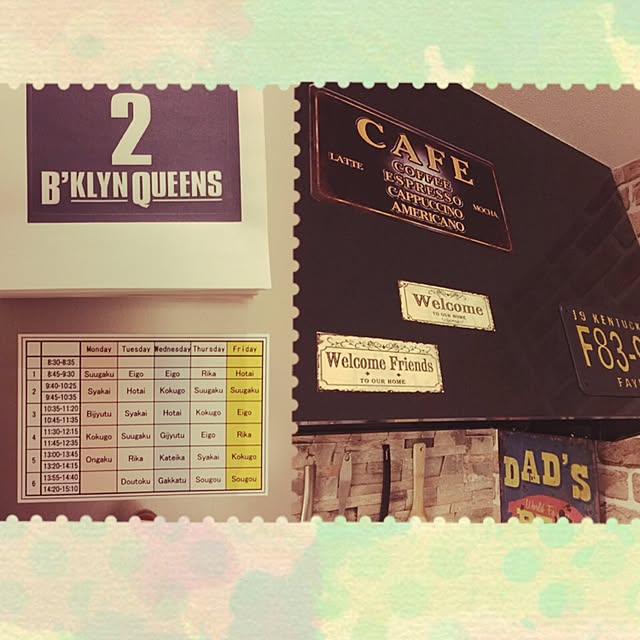 2
B'KLYN QUEENS
Monday Tuesday Wednesday Thursday Friday
8:30-8:35
1 8:45-9:30 Suugaku Eigo Eigo Rika Hotai
2 9:40-10:25 9:45-10:35 Syakai Hotai Kokugo Suugaku Suugaku
3 10:35-11:20 10:45-11:35 Bijyutu Syakai Hotai Kokugo Eigo
4 11:30-12:15 11:45-12:35 Kokugo Suugaku Gijyutu Eigo Rika
5 13:00-13:45 13:20-14:15 Ongaku Rika Kateika Syakai Kokugo
6 13:55-14:40 14:20-15:10 Doutoku Gakkatu Sougou Sougou
CAFE
LATTE
COFFEE
ESPRESSO
CAPPUCCINO
MOCHA
AMERICANO
Welcome
TO OUR HOME
Welcome Friends
TO OUR HOME
19 KENTUCK
F83-
FAY
DAD'S
World Fa